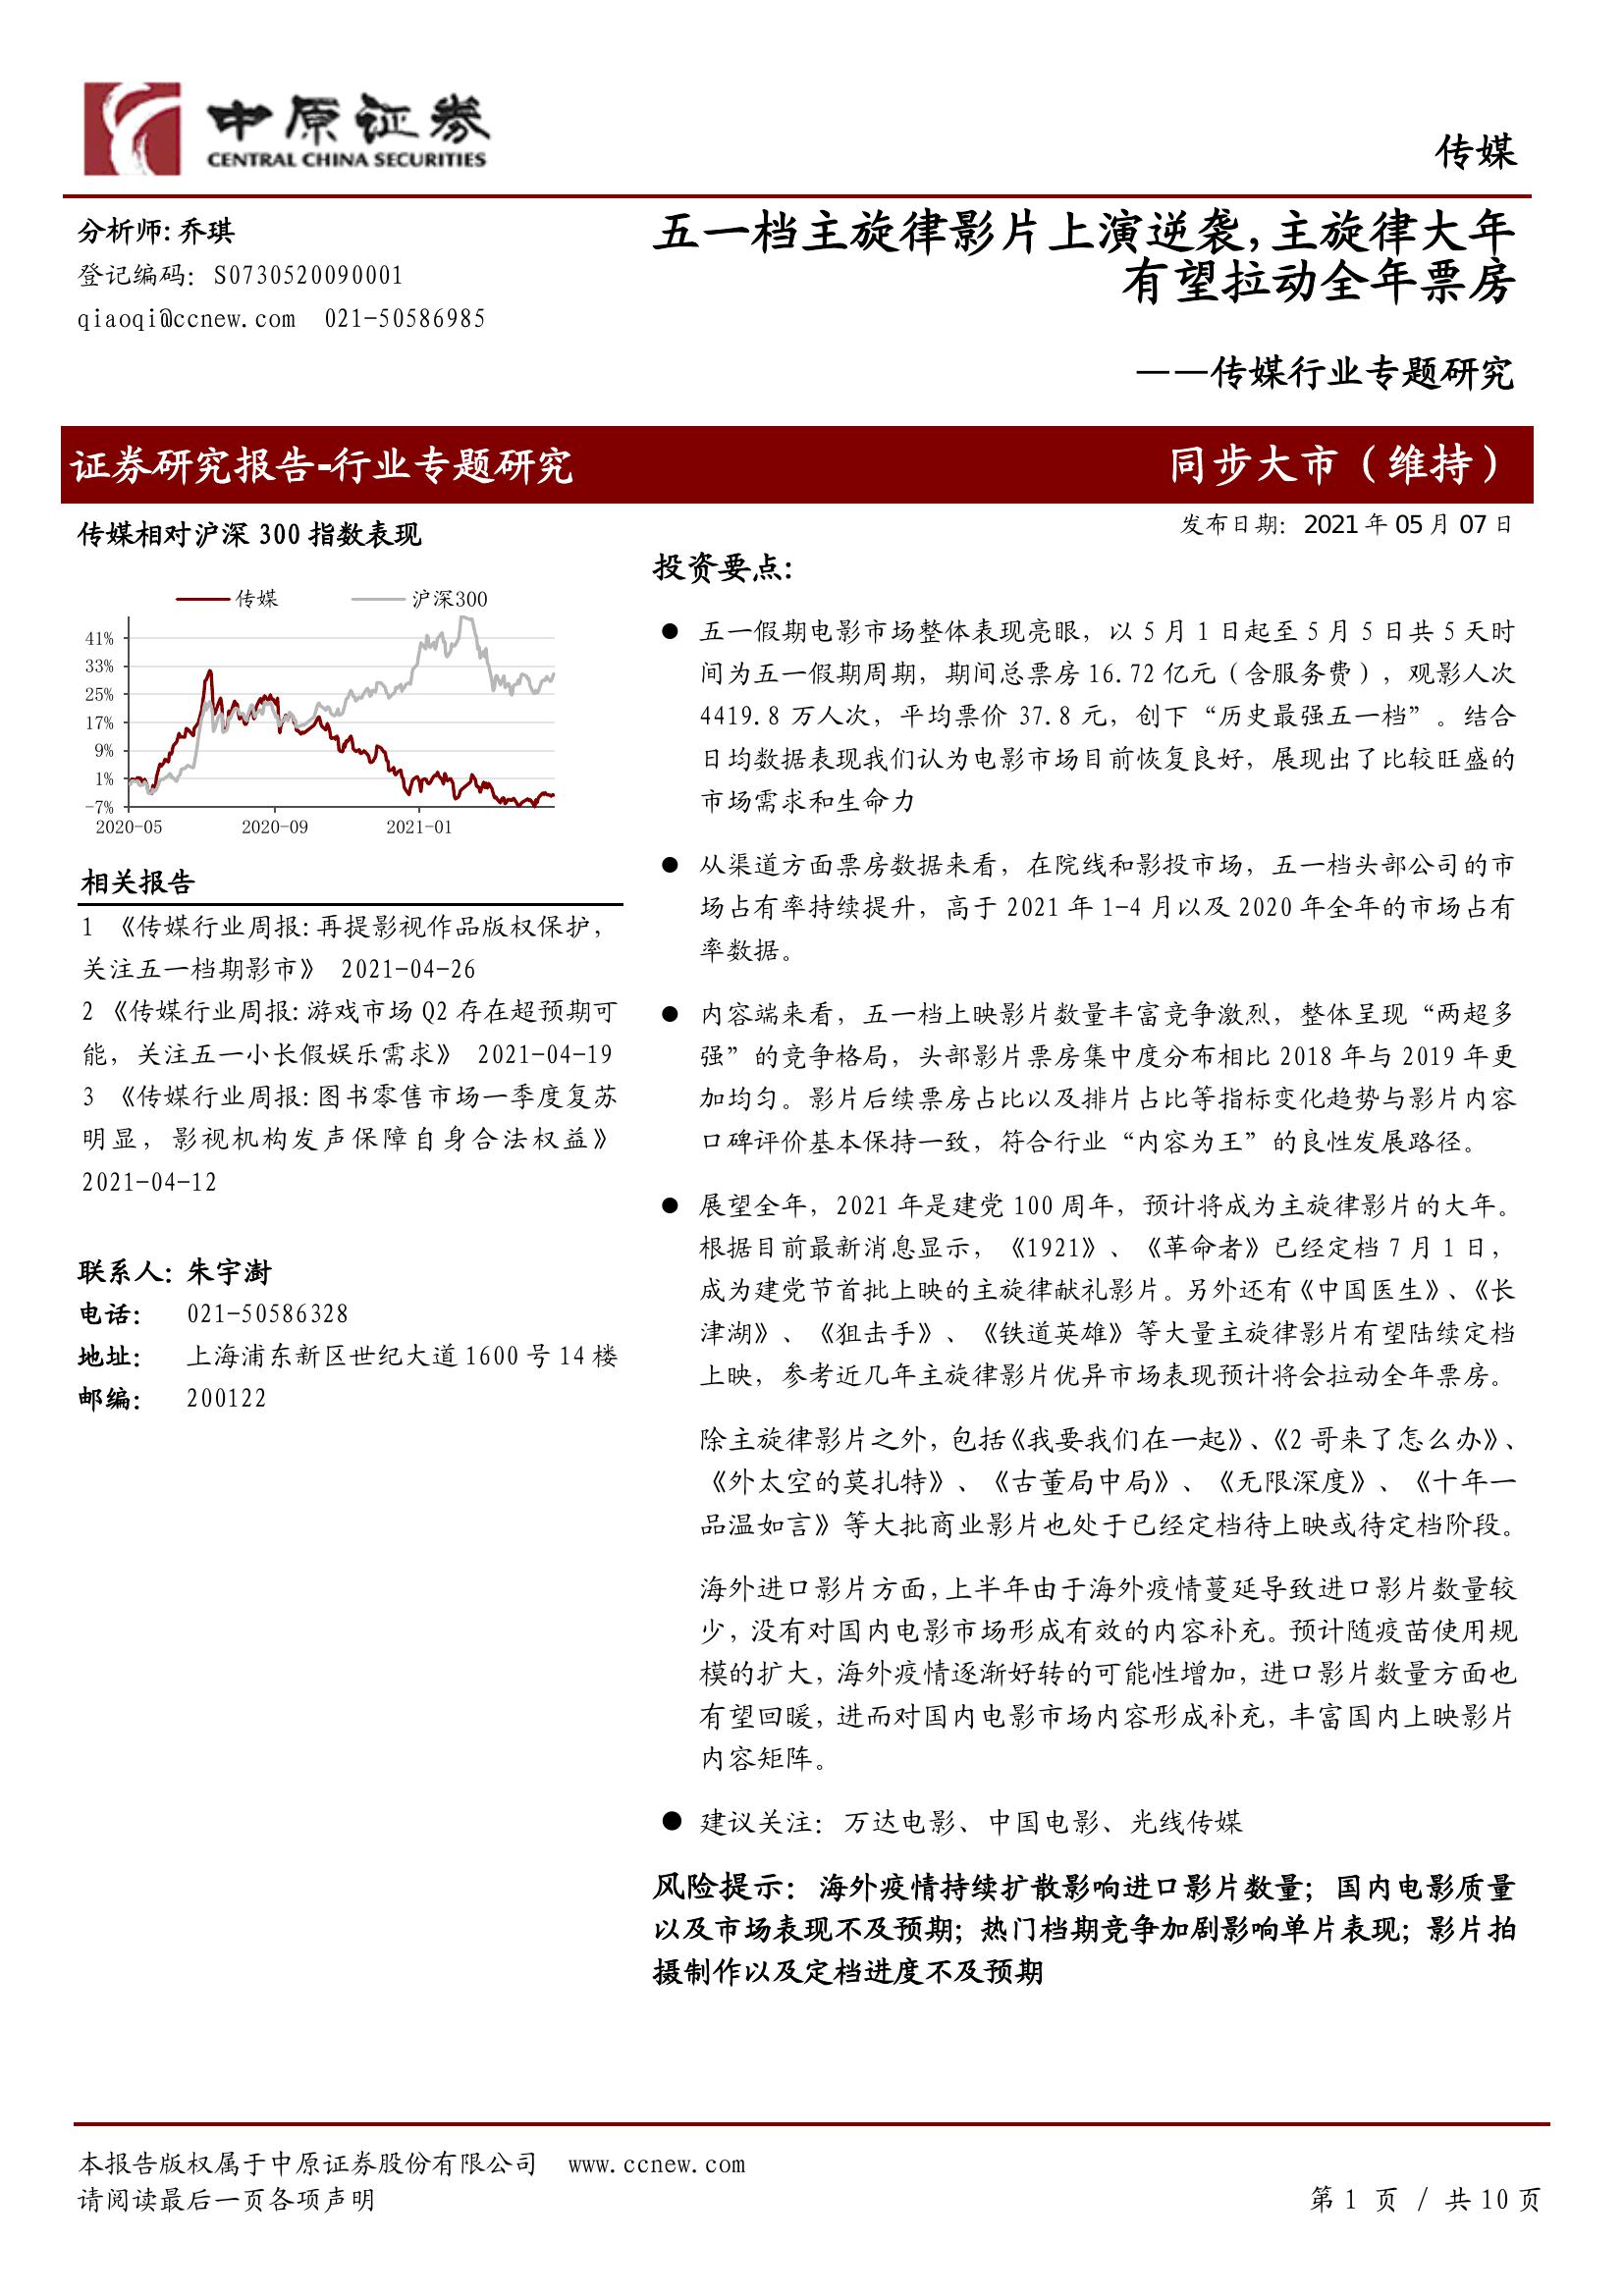 中原证券
CENTRAL CHINA SECURITIES
传媒
分析师:乔琪
登记编码：S0730520090001
qiaoqi@ccnew.com 021-50586985
五一档主旋律影片上演逆袭,主旋律大年
有望拉动全年票房
——传媒行业专题研究
证券研究报告-行业专题研究
同步大市（维持）
发布日期：2021年05月07日
传媒相对沪深 300 指数表现
传媒 沪深300
41%
33%
25%
17%
9%
1%
-7%
2020-05 2020-09 2021-01
相关报告
1 《传媒行业周报:再提影视作品版权保护，
关注五一档期影市》 2021-04-26
2 《传媒行业周报:游戏市场 Q2 存在超预期可
能，关注五一小长假娱乐需求》 2021-04-19
3 《传媒行业周报:图书零售市场一季度复苏
明显，影视机构发声保障自身合法权益》
2021-04-12
联系人：朱宇澍
电话： 021-50586328
地址： 上海浦东新区世纪大道1600号14楼
邮编： 200122
投资要点：
● 五一假期电影市场整体表现亮眼，以 5 月 1 日起至 5 月 5 日共 5 天时
间为五一假期周期，期间总票房 16.72 亿元（含服务费），观影人次
4419.8 万人次，平均票价 37.8 元，创下“历史最强五一档”。结合
日均数据表现我们认为电影市场目前恢复良好，展现出了比较旺盛的
市场需求和生命力
● 从渠道方面票房数据来看，在院线和影投市场，五一档头部公司的市
场占有率持续提升，高于 2021 年 1-4 月以及 2020 年全年的市场占有
率数据。
● 内容端来看，五一档上映影片数量丰富竞争激烈，整体呈现“两超多
强”的竞争格局，头部影片票房集中度分布相比 2018 年与 2019 年更
加均匀。影片后续票房占比以及排片占比等指标变化趋势与影片内容
口碑评价基本保持一致，符合行业“内容为王”的良性发展路径。
● 展望全年，2021 年是建党 100 周年，预计将成为主旋律影片的大年。
根据目前最新消息显示，《1921》、《革命者》已经定档 7 月 1 日，
成为建党节首批上映的主旋律献礼影片。另外还有《中国医生》、《长
津湖》、《狙击手》、《铁道英雄》等大量主旋律影片有望陆续定档
上映，参考近几年主旋律影片优异市场表现预计将会拉动全年票房。
除主旋律影片之外，包括《我要我们在一起》、《2 哥来了怎么办》、
《外太空的莫扎特》、《古董局中局》、《无限深度》、《十年一
品温如言》等大批商业影片也处于已经定档待上映或待定档阶段。
海外进口影片方面，上半年由于海外疫情蔓延导致进口影片数量较
少，没有对国内电影市场形成有效的内容补充。预计随疫苗使用规
模的扩大，海外疫情逐渐好转的可能性增加，进口影片数量方面也
有望回暖，进而对国内电影市场内容形成补充，丰富国内上映影片
内容矩阵。
● 建议关注：万达电影、中国电影、光线传媒
风险提示：海外疫情持续扩散影响进口影片数量；国内电影质量
以及市场表现不及预期；热门档期竞争加剧影响单片表现；影片拍
摄制作以及定档进度不及预期
本报告版权属于中原证券股份有限公司 www.ccnew.com
请阅读最后一页各项声明
第 1 页 / 共 10 页